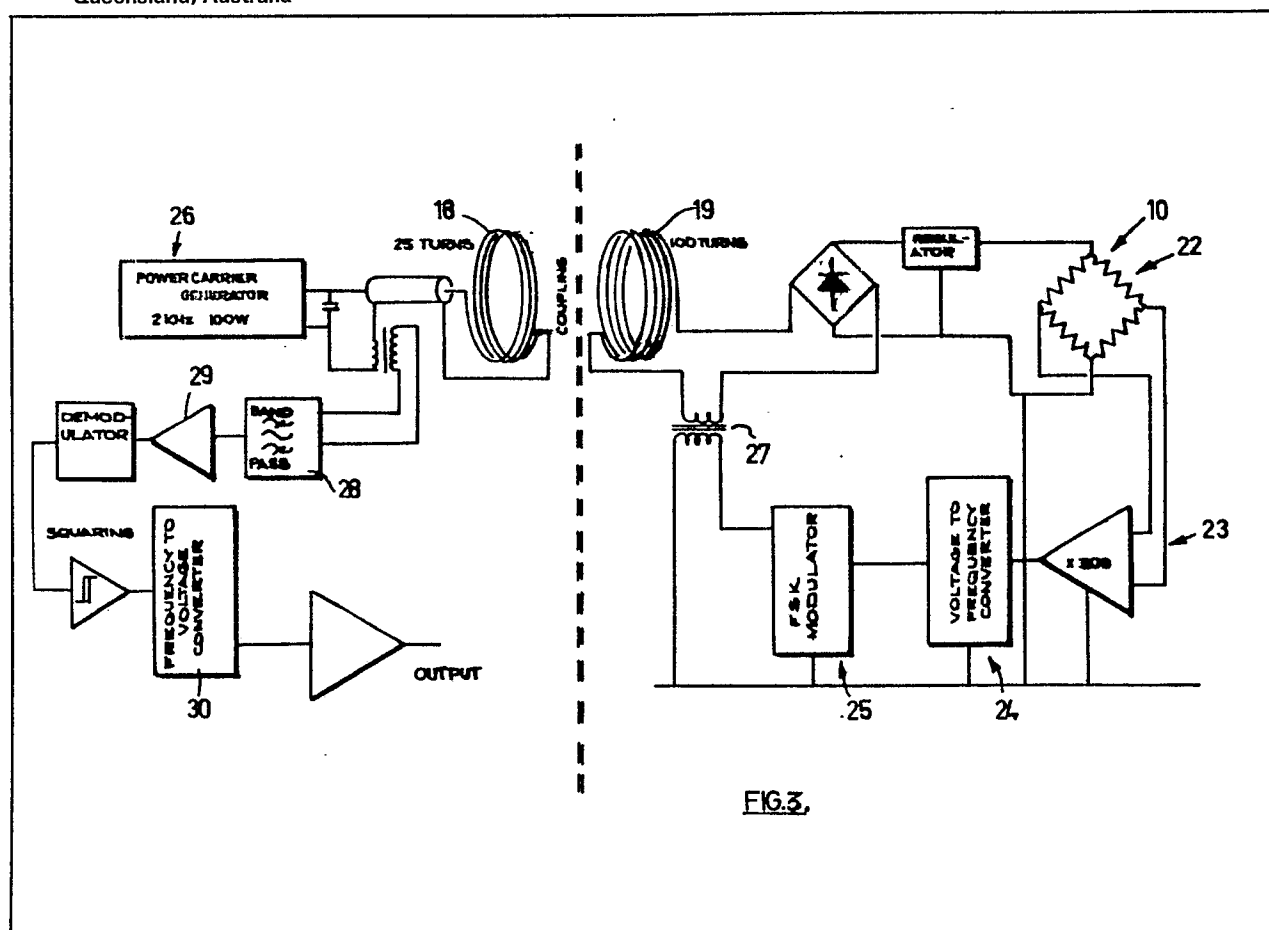 Queensland, Australia
26
POWER CARRIER
GENERATOR
2 KHz 100W
18
25 TURNS
COUPLING
19
100 TURNS
REGUL-
ATOR
10
22
29
DEMOD-
ULATOR
BAND
PASS
28
27
SQUARING
FREQUENCY TO
VOLTAGE
CONVERTER
30
OUTPUT
F.S.K.
MODULATOR
25
VOLTAGE TO
FREQUENCY
CONVERTER
24
23
FIG.3.